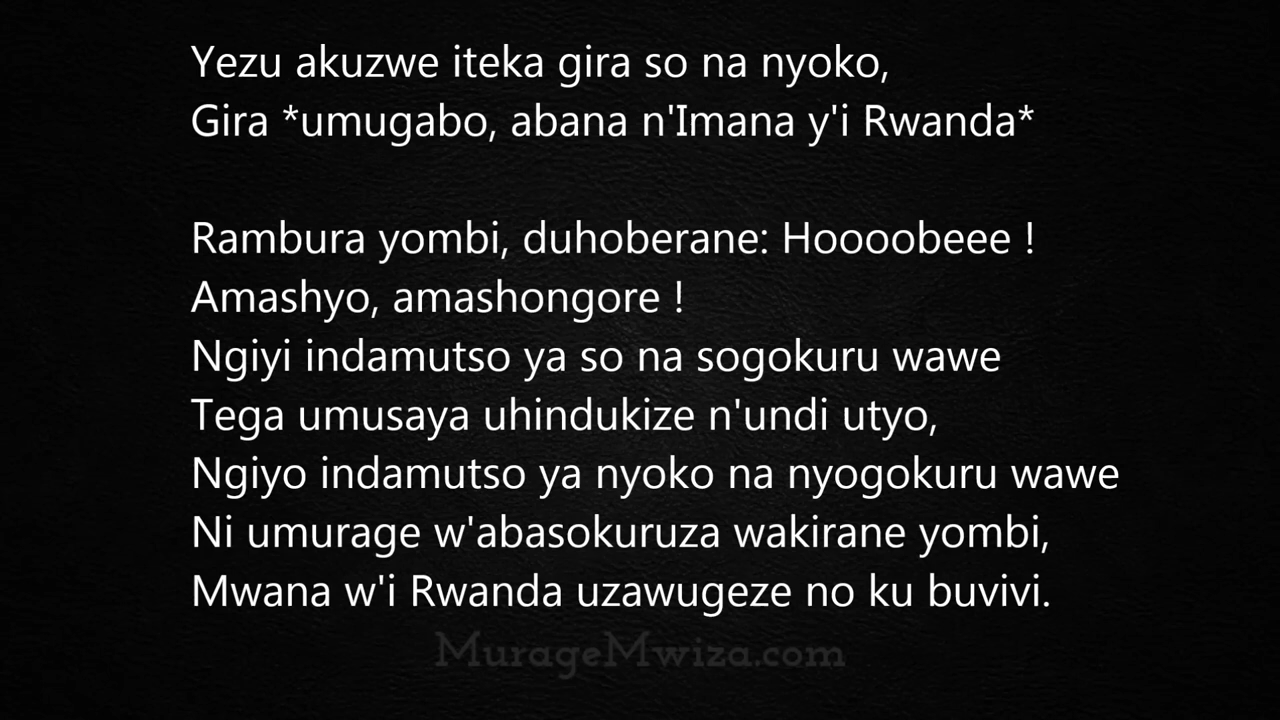 Yezu akuzwe iteka gira so na nyoko,
Gira *umugabo, abana n'Imana y'i Rwanda*
Rambura yombi, duhoberane: Hoooobeee !
Amashyo, amashongore !
Ngiyi indamutso ya so na sogokuru wawe
Tega umusaya uhindukize n'undi utyo,
Ngiyo indamutso ya nyoko na nyogokuru wawe
Ni umurage w'abasokuruza wakirane yombi,
Mwana w'i Rwanda uzawugeze no ku buvivi.
MurageMwiza.com